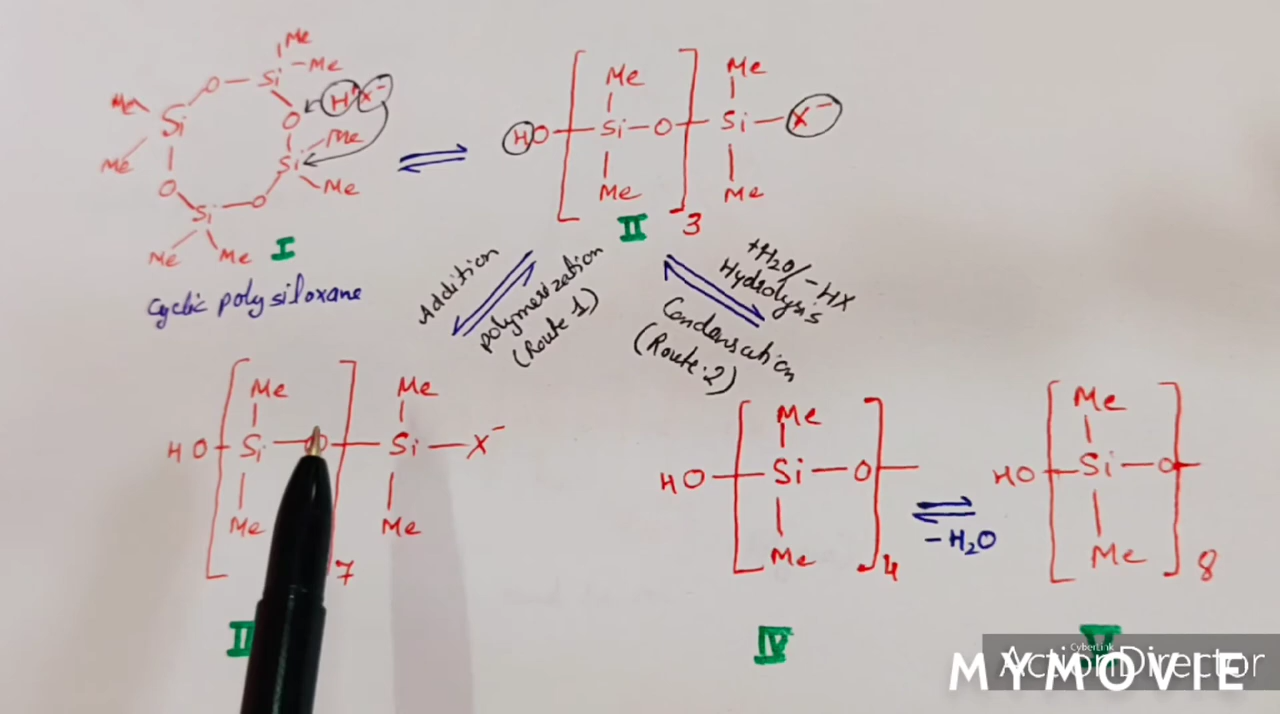 Me
Si -Me
O
H+ X-
Me
Si
O
Me
Si
Me
Me
O
Si
O
Me
Me
I
Cyclic polysiloxane
Me
Me
HO Si-O Si-X-
Me
Me
3
II
Addition
polymerization
(Route 1)
+H2O/-HX
Hydrolysis
Condensation
(Route.2)
Me
Me
HO Si- Si-X-
Me
Me
7
Me
HO-Si-O
Me
4
IV
-H2O
Me
HO Si-O
Me
8
CyberLink
ActionDirector
MYMOVIE